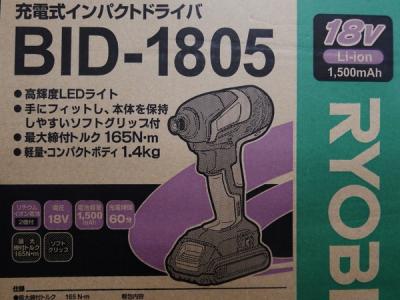 充電式インパクトドライバ
BID-1805
● 高輝度LEDライト
● 手にフィットし、本体を保持
しやすいソフトグリップ付
● 最大締付トルク 165N・m
● 軽量・コンパクトボディ 1.4kg
18V
Li-ion
1,500mAh
RYOBI
リチウム
イオン電池
2個付
電圧
18V
電池容量
1,500
mAh
充電時間
60分
最大
締付トルク
165N・m
ソフト
グリップ
仕様
●最大締付トルク 165 N・m
梱包内容